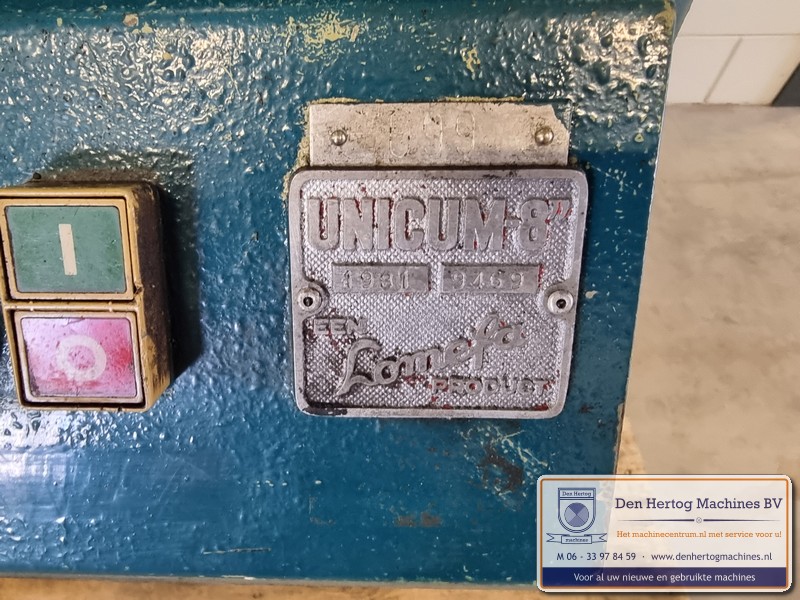 I
O
UNICUM-8"
1981 9469
EEN
Lomefa
PRODUCT
Den Hertog
machines
Den Hertog Machines BV
Het machinecentrum.nl met service voor u!
M 06 - 33 97 84 59 · www.denhertogmachines.nl
Voor al uw nieuwe en gebruikte machines